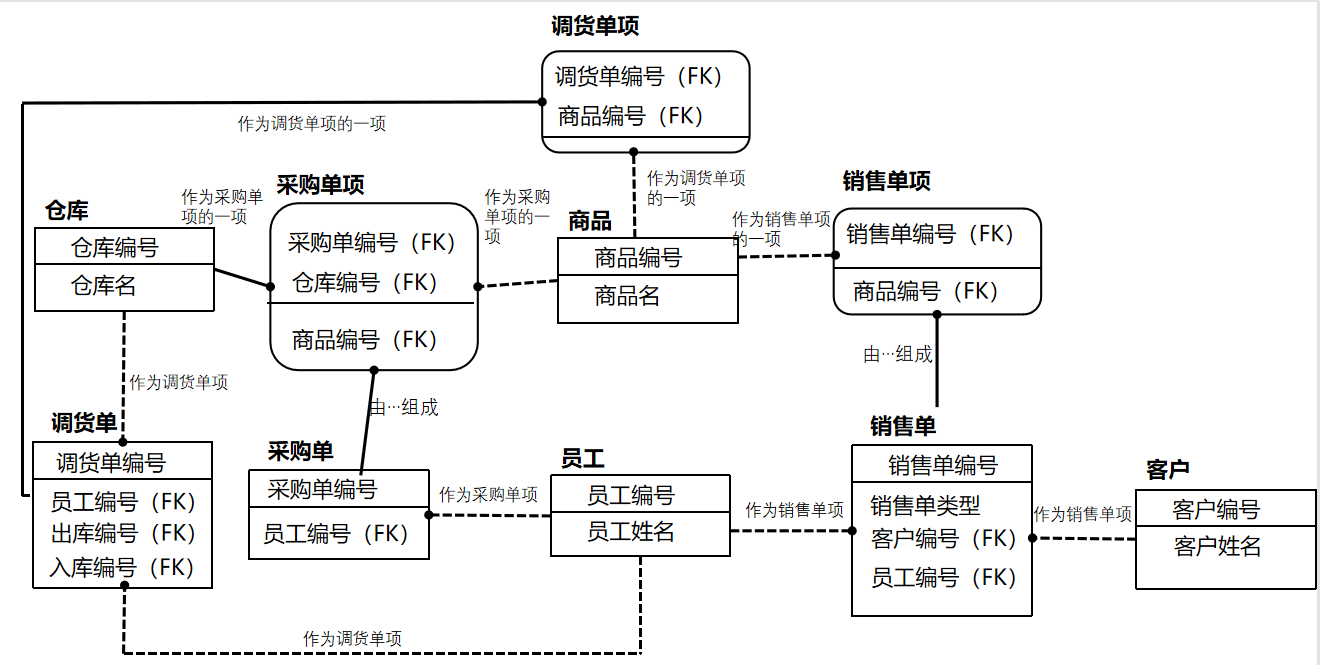 调货单项
调货单编号（FK）
商品编号（FK）
作为调货单项的一项
作为调货单项
的一项
仓库
仓库编号
仓库名
作为采购单
项的一项
采购单项
采购单编号（FK）
仓库编号（FK）
商品编号（FK）
作为采购
单项的一
项
商品
商品编号
商品名
作为销售单项
的一项
销售单项
销售单编号（FK）
商品编号（FK）
作为调货单项
由···组成
由···组成
调货单
调货单编号
员工编号（FK）
出库编号（FK）
入库编号（FK）
采购单
采购单编号
员工编号（FK）
作为采购单项
员工
员工编号
员工姓名
作为销售单项
销售单
销售单编号
销售单类型
客户编号（FK）
员工编号（FK）
作为销售单项
客户
客户编号
客户姓名
作为调货单项